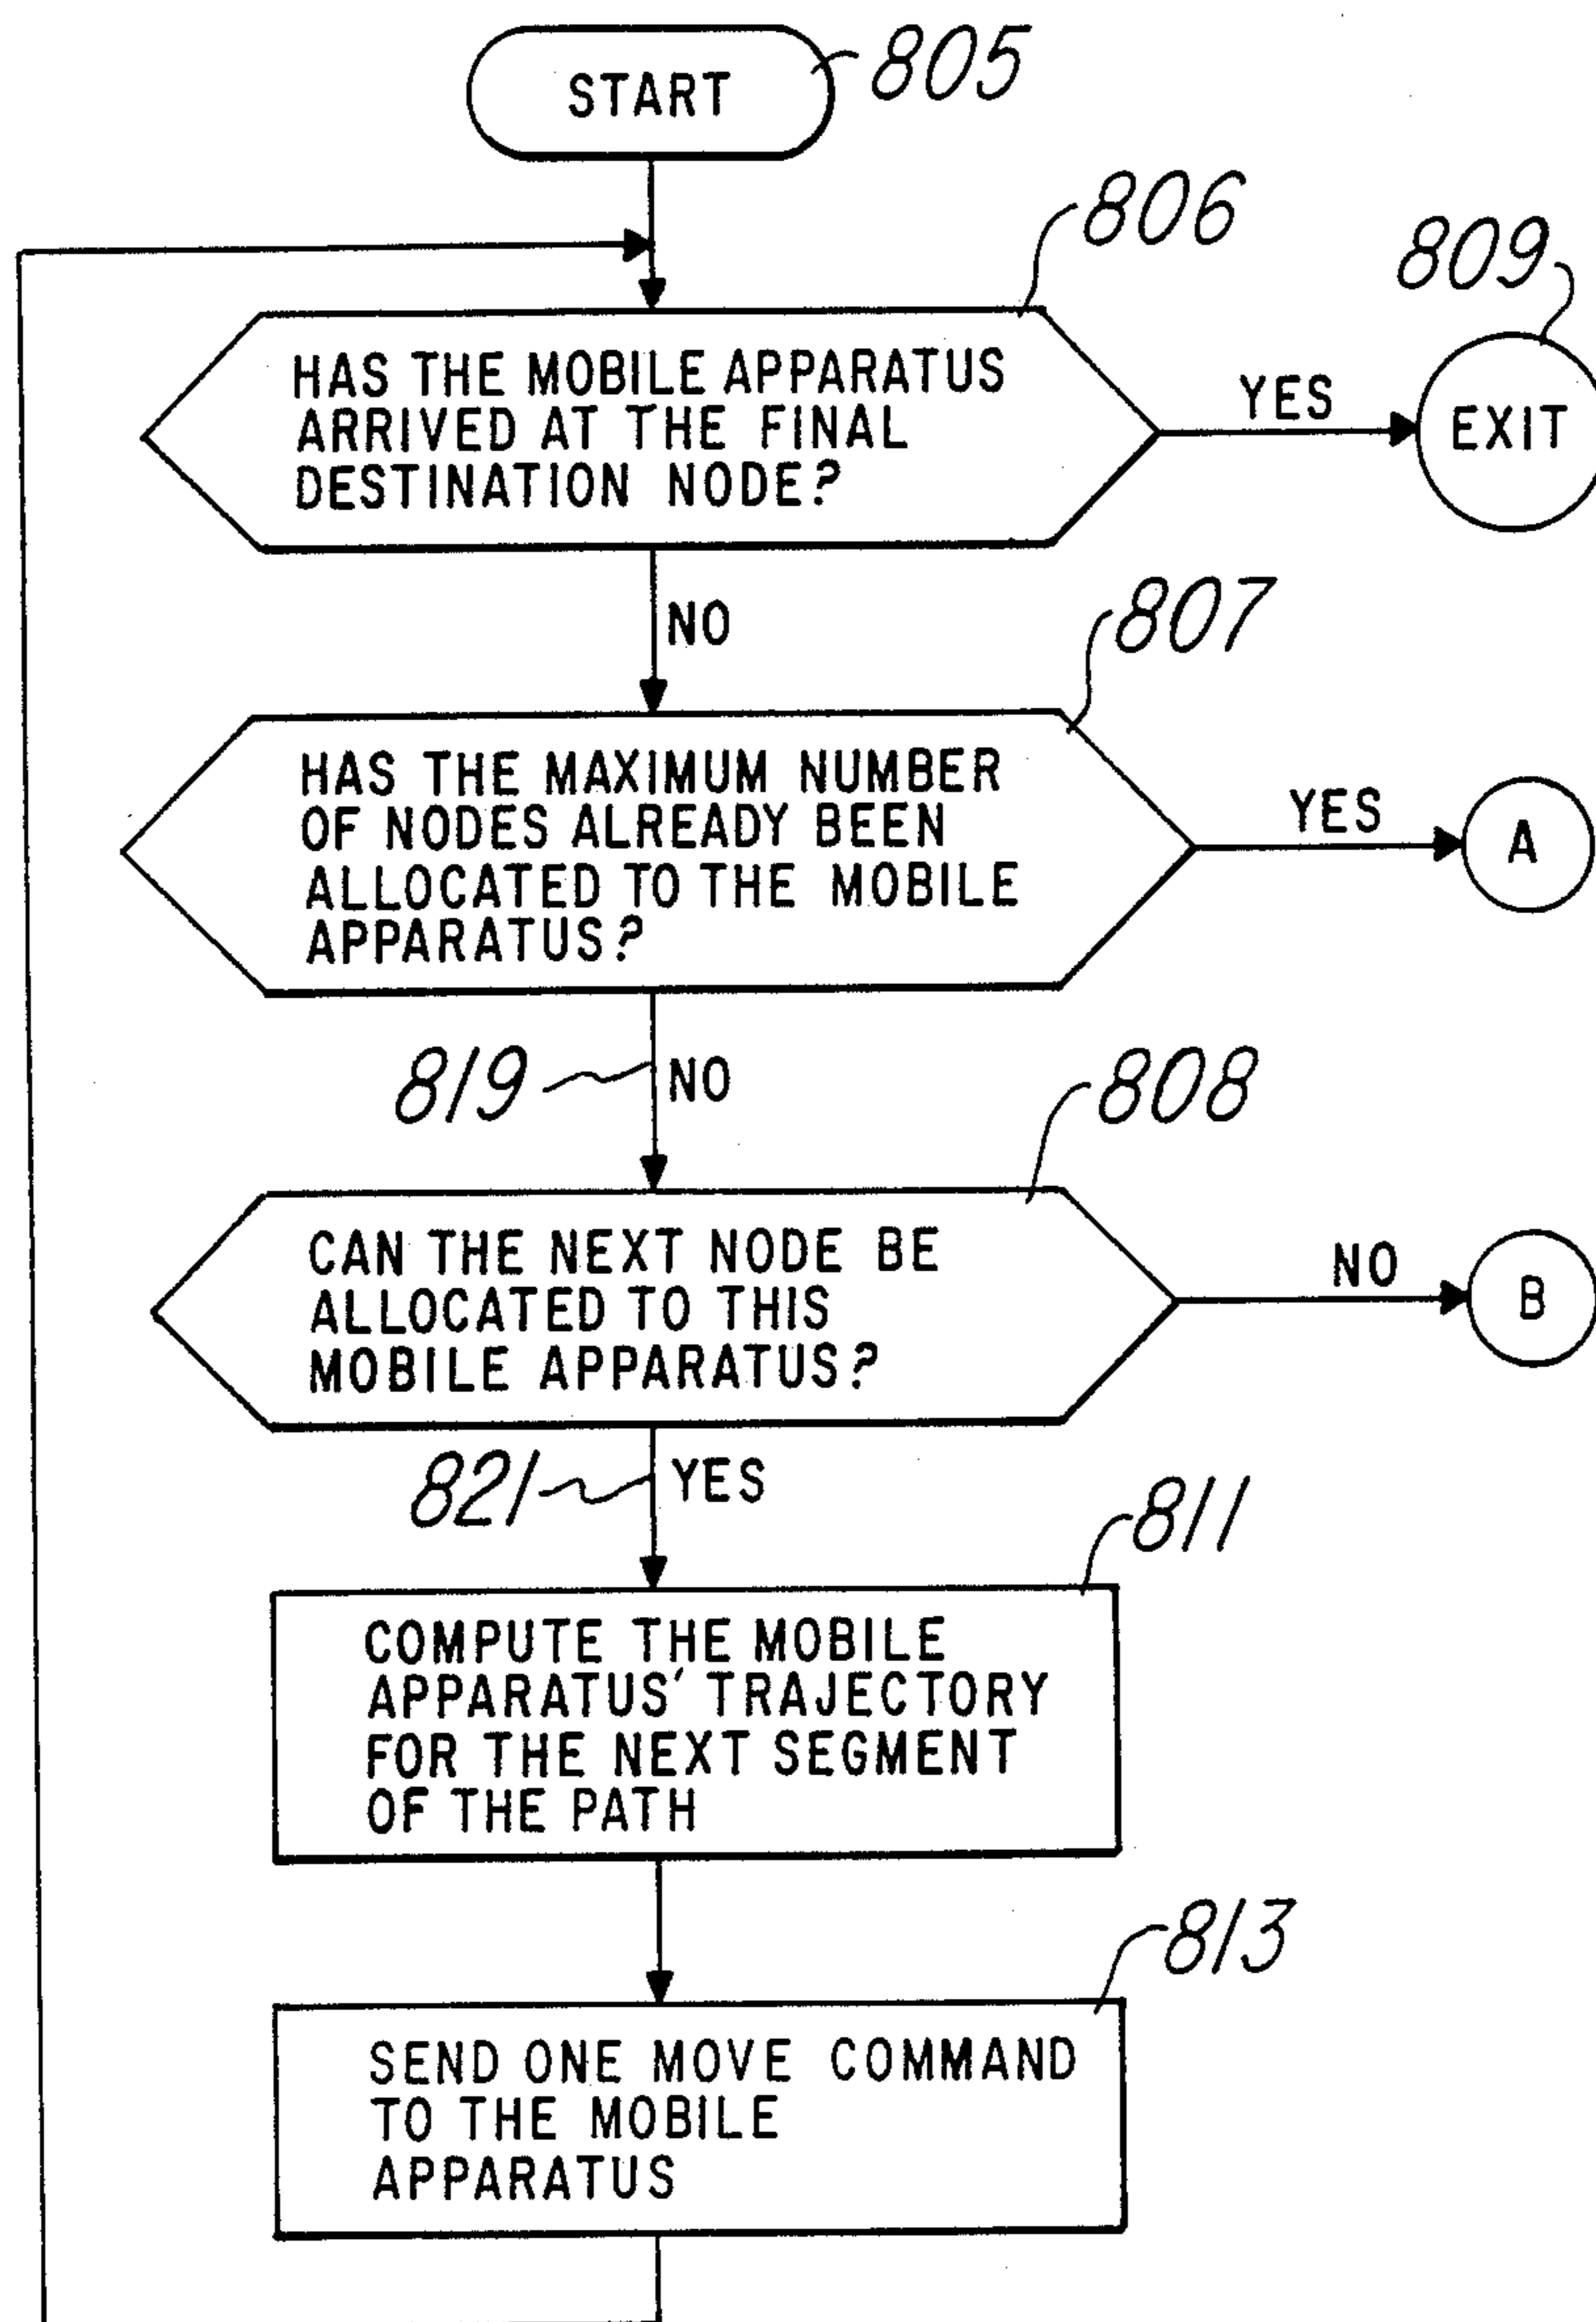 START
805
806
809
HAS THE MOBILE APPARATUS
ARRIVED AT THE FINAL
DESTINATION NODE?
YES
EXIT
NO
807
HAS THE MAXIMUM NUMBER
OF NODES ALREADY BEEN
ALLOCATED TO THE MOBILE
APPARATUS?
YES
A
819
NO
808
CAN THE NEXT NODE BE
ALLOCATED TO THIS
MOBILE APPARATUS?
NO
B
821
YES
811
COMPUTE THE MOBILE
APPARATUS' TRAJECTORY
FOR THE NEXT SEGMENT
OF THE PATH
813
SEND ONE MOVE COMMAND
TO THE MOBILE
APPARATUS